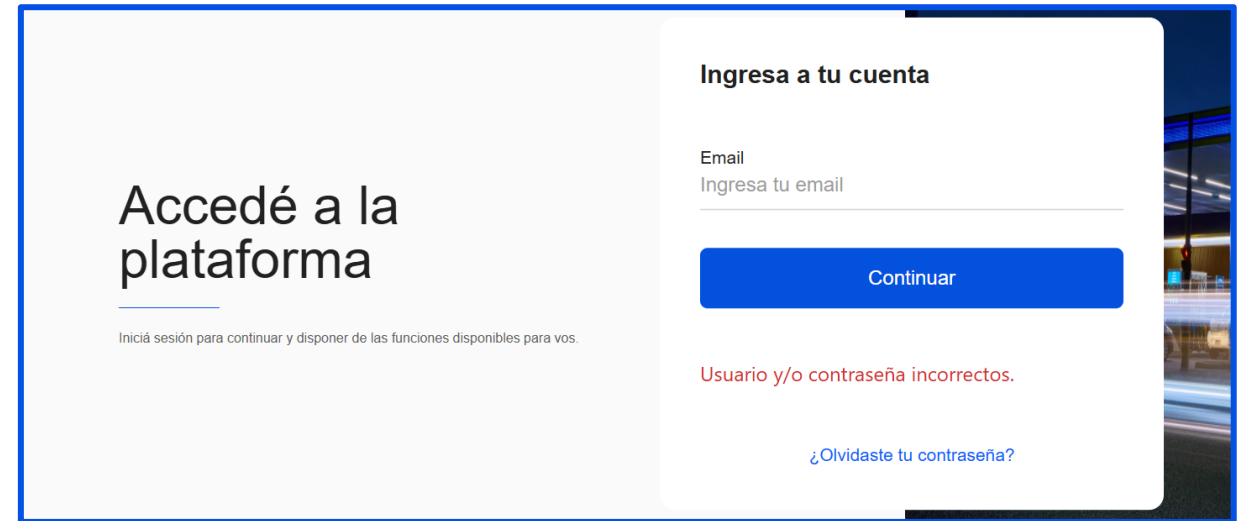 Accedé a la
plataforma
Iniciá sesión para continuar y disponer de las funciones disponibles para vos.
Ingresa a tu cuenta
Email
Ingresa tu email
Continuar
Usuario y/o contraseña incorrectos.
¿Olvidaste tu contraseña?